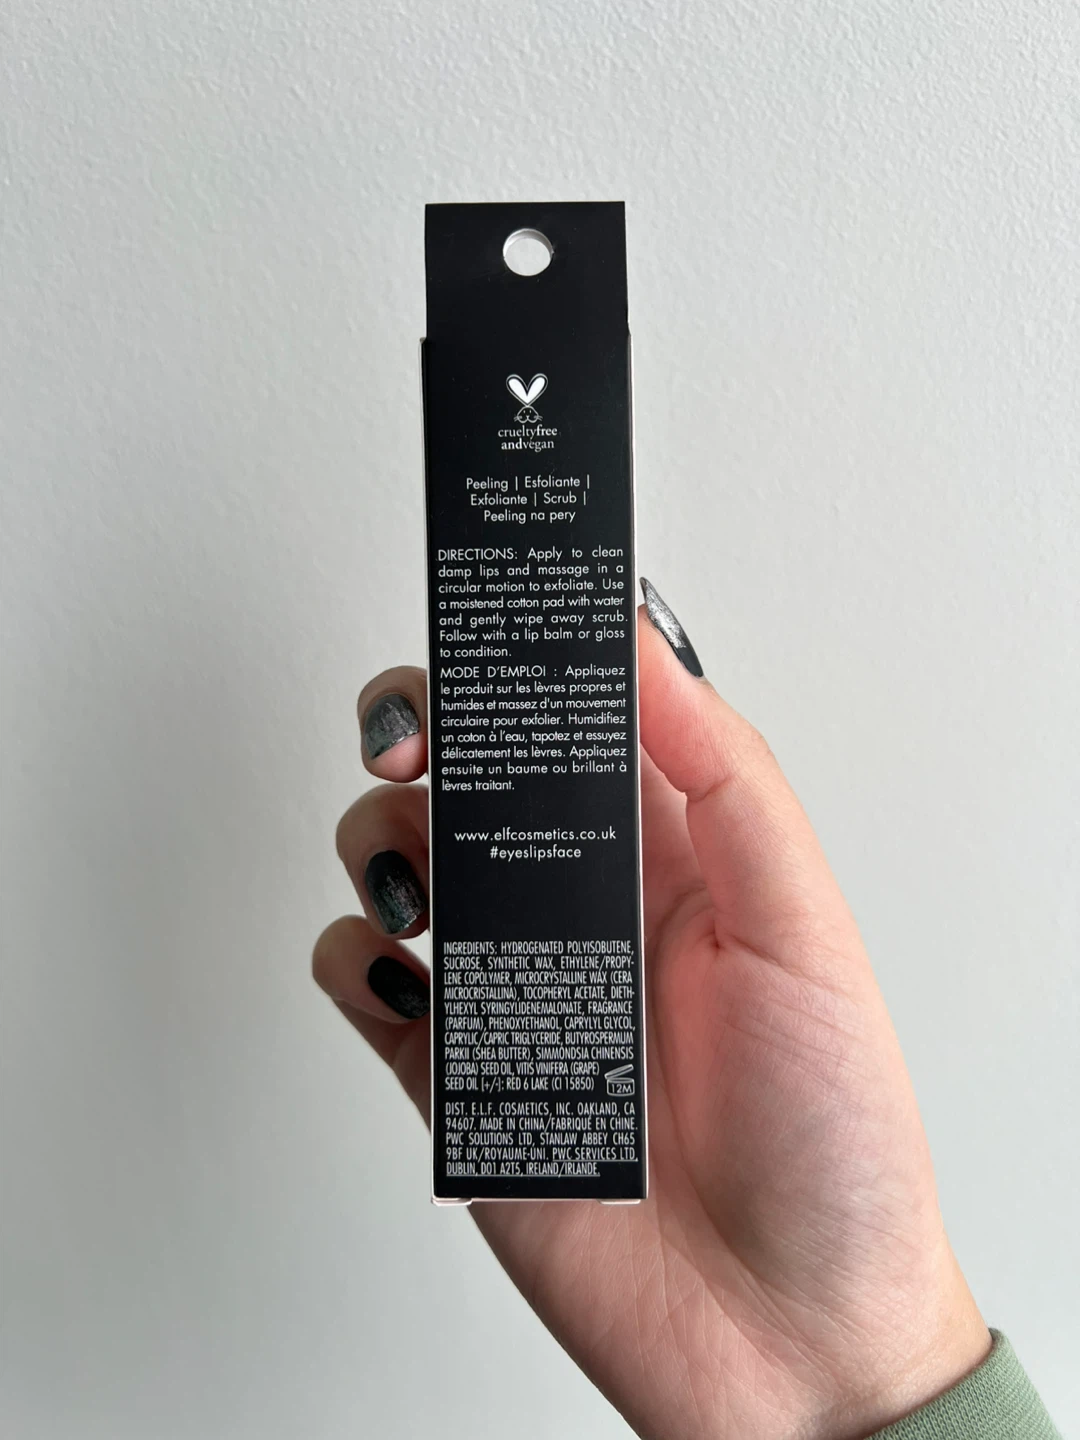 crueltyfree
andvegan
Peeling | Esfoliante |
Exfoliante | Scrub |
Peeling na pery
DIRECTIONS: Apply to clean
damp lips and massage in a
circular motion to exfoliate. Use
a moistened cotton pad with water
and gently wipe away scrub.
Follow with a lip balm or gloss
to condition.
MODE D'EMPLOI : Appliquez
le produit sur les lèvres propres et
humides et massez d'un mouvement
circulaire pour exfolier. Humidifiez
un coton à l'eau, tapotez et essuyez
délicatement les lèvres. Appliquez
ensuite un baume ou brillant à
lèvres traitant.
www.elfcosmetics.co.uk
#eyeslipsface
INGREDIENTS: HYDROGENATED POLYISOBUTENE,
SUCROSE, SYNTHETIC WAX, ETHYLENE/PROPY-
LENE COPOLYMER, MICROCRYSTALLINE WAX (CERA
MICROCRISTALLINA), TOCOPHERYL ACETATE, DIETH-
YLHEXYL SYRINGYLIDENEMALONATE, FRAGRANCE
(PARFUM), PHENOXYETHANOL, CAPRYLYL GLYCOL,
CAPRYLIC/CAPRIC TRIGLYCERIDE, BUTYROSPERMUM
PARKII (SHEA BUTTER), SIMMONDSIA CHINENSIS
(JOJOBA) SEED OIL, VITIS VINIFERA (GRAPE)
SEED OIL [+/-]: RED 6 LAKE (CI 15850)
12M
DIST. E.L.F. COSMETICS, INC. OAKLAND, CA
94607. MADE IN CHINA/FABRIQUÉ EN CHINE.
PWC SOLUTIONS LTD, STANLAW ABBEY CH65
9BF UK/ROYAUME-UNI. PWC SERVICES LTD,
DUBLIN, D01 A2T5, IRELAND/IRLANDE.